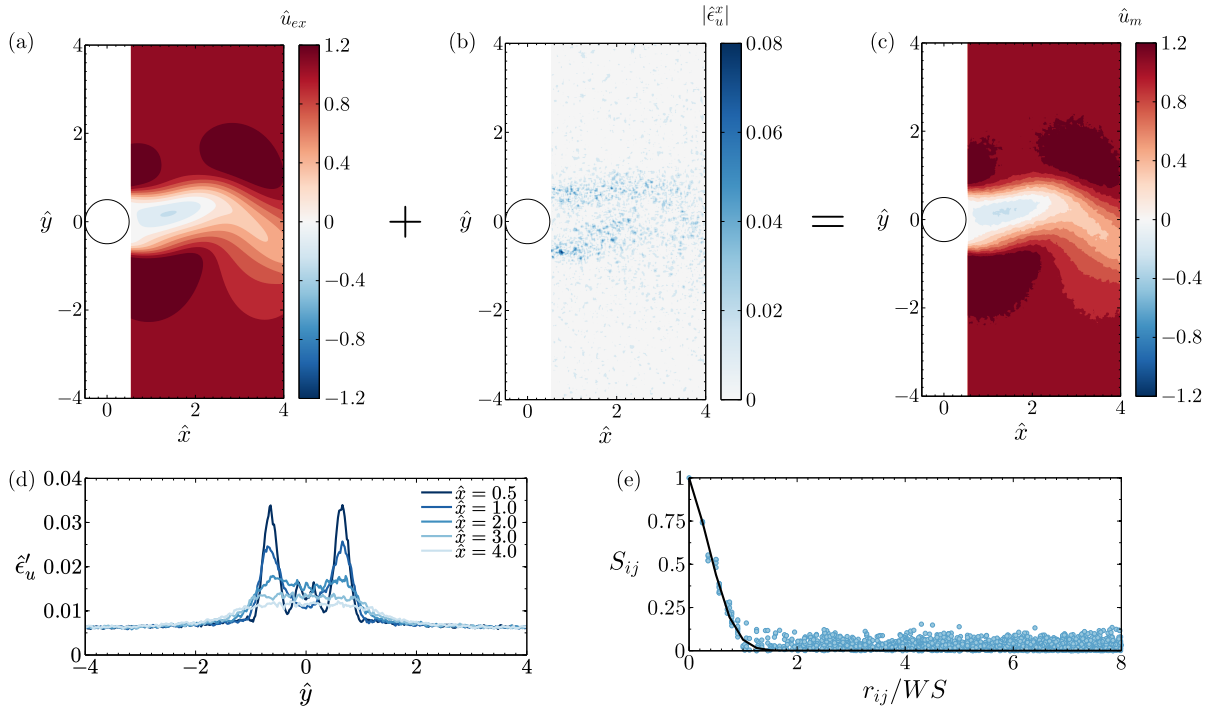 (a)
û_ex
4
2
0
−2
−4
ŷ
0
2
4
x̂
1.2
0.8
0.4
0
−0.4
−0.8
−1.2
+
(b)
|ε̂_u^x|
4
2
0
−2
−4
ŷ
0
2
4
x̂
0.08
0.06
0.04
0.02
0
=
(c)
û_m
4
2
0
−2
−4
ŷ
0
2
4
x̂
1.2
0.8
0.4
0
−0.4
−0.8
−1.2
(d)
0.04
0.03
0.02
0.01
0
ε̂′_u
x̂ = 0.5
x̂ = 1.0
x̂ = 2.0
x̂ = 3.0
x̂ = 4.0
−4 −2 0 2 4
ŷ
(e)
1
0.75
0.5
0.25
0
S_ij
0 2 4 6 8
r_ij/WS